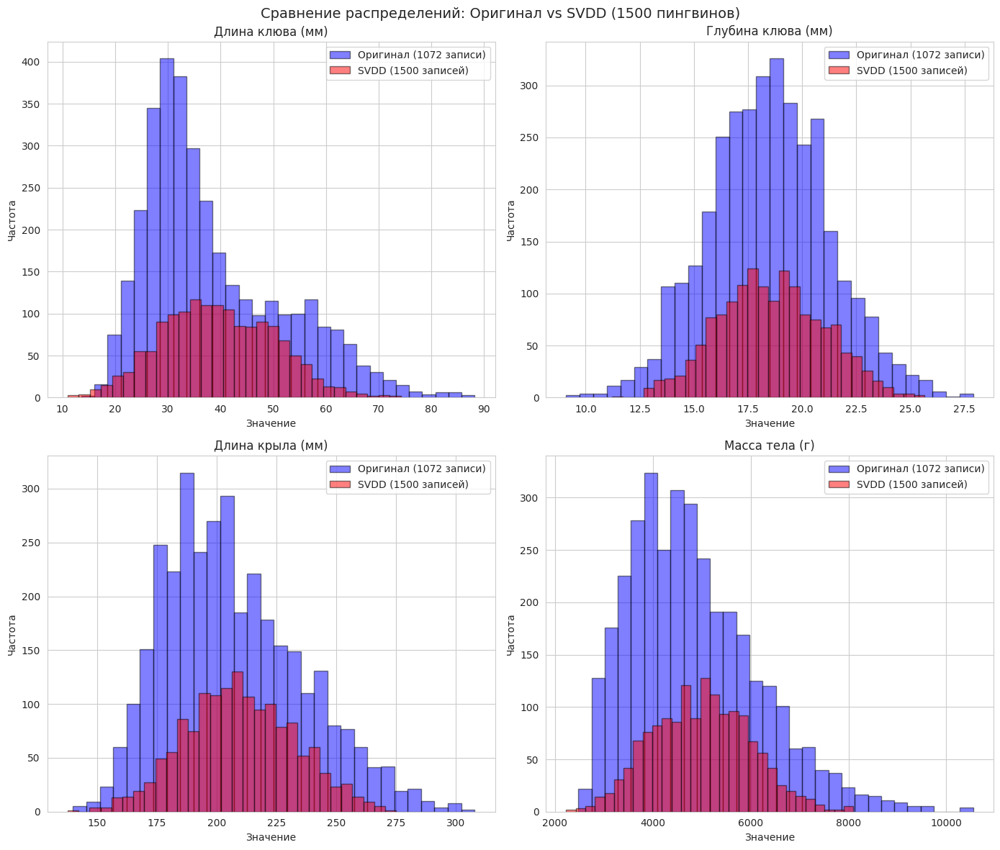 Сравнение распределений: Оригинал vs SVDD (1500 пингвинов)
Длина клюва (мм)
Частота
400
350
300
250
200
150
100
50
0
10 20 30 40 50 60 70 80 90
Значение
Оригинал (1072 записи)
SVDD (1500 записей)
Глубина клюва (мм)
Частота
300
250
200
150
100
50
0
10.0 12.5 15.0 17.5 20.0 22.5 25.0 27.5
Значение
Оригинал (1072 записи)
SVDD (1500 записей)
Длина крыла (мм)
Частота
300
250
200
150
100
50
0
150 175 200 225 250 275 300
Значение
Оригинал (1072 записи)
SVDD (1500 записей)
Масса тела (г)
Частота
300
250
200
150
100
50
0
2000 4000 6000 8000 10000
Значение
Оригинал (1072 записи)
SVDD (1500 записей)